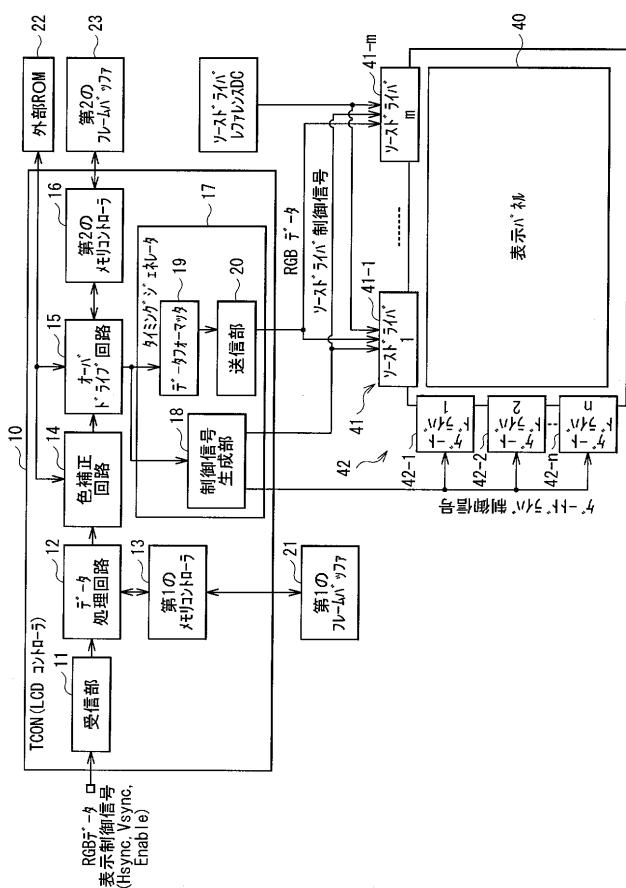 10
TCON(LCD コントローラ)
RGBデータ
表示制御信号
(Hsync, Vsync,
Enable)
11
受信部
12
データ
処理回路
13
第1の
メモリコントローラ
14
色補正
回路
15
オーバ
ドライブ回路
16
第2の
メモリコントローラ
22
外部ROM
23
第2の
フレームバッファ
17
タイミングジェネレータ
18
制御信号
生成部
19
データフォーマッタ
20
送信部
21
第1の
フレームバッファ
ソースドライバ
レファレンスDC
RGB データ
ソースドライバ制御信号
41
41-1
ソースドライバ
1
41-m
ソースドライバ
m
40
表示パネル
42
42-1
ゲート
ドライバ
1
42-2
ゲート
ドライバ
2
42-n
ゲート
ドライバ
n
ゲートドライバ制御信号